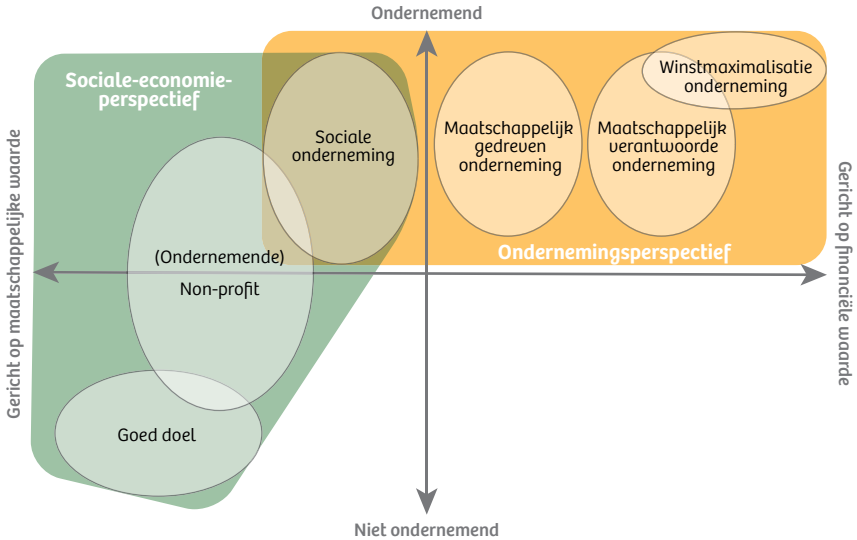 Ondernemend
Sociale-economie-
perspectief
Winstmaximalisatie
onderneming
Sociale
onderneming
Maatschappelijk
gedreven
onderneming
Maatschappelijk
verantwoorde
onderneming
Gericht op maatschappelijke waarde
(Ondernemende)
Non-profit
Ondernemingsperspectief
Gericht op financiële waarde
Goed doel
Niet ondernemend